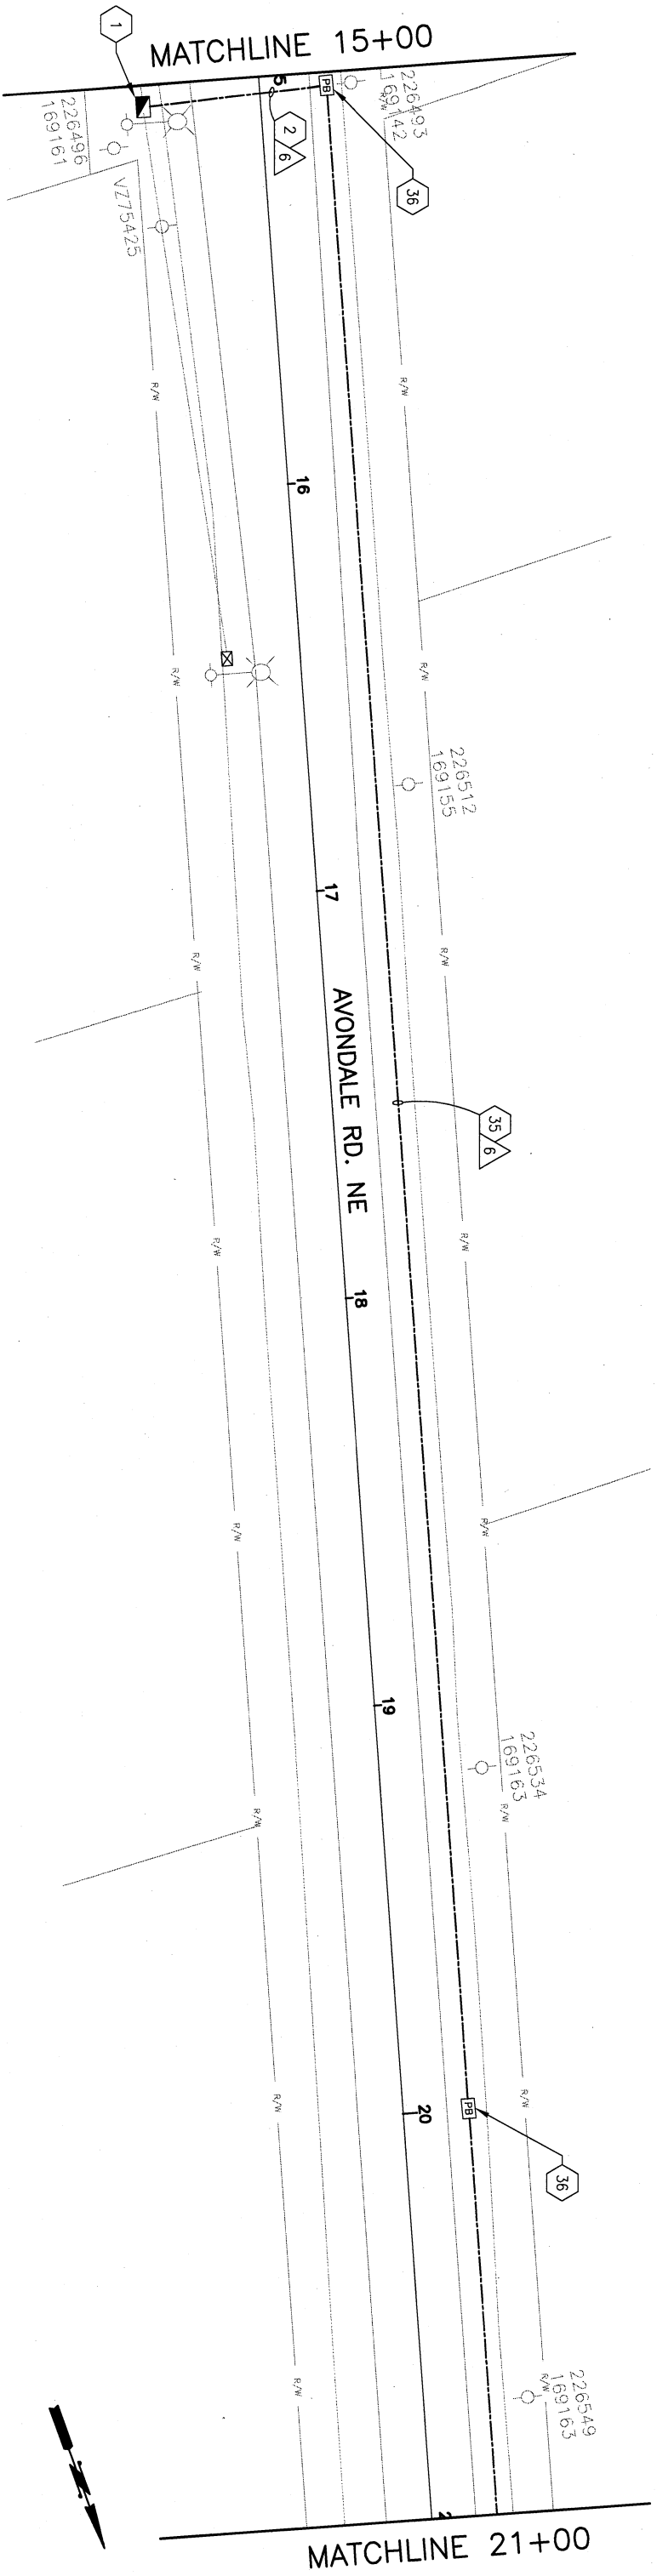 MATCHLINE 15+00
1
226493
169142
R/W
PB
36
5
2
6
226496
169161
VZ75425
R/W
R/W
16
R/W
R/W
226512
169155
17
R/W
R/W
AVONDALE RD. NE
35
6
R/W
R/W
18
R/W
R/W
19
226534
169163
R/W
R/W
20
PB
36
R/W
R/W
226549
169163
R/W
R/W
2
MATCHLINE 21+00
N